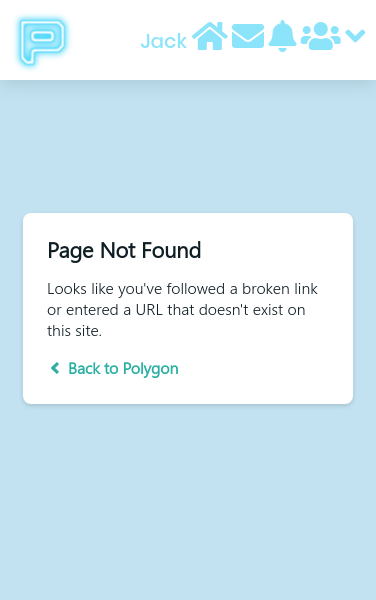 P
Jack
Page Not Found
Looks like you've followed a broken link
or entered a URL that doesn't exist on
this site.
Back to Polygon